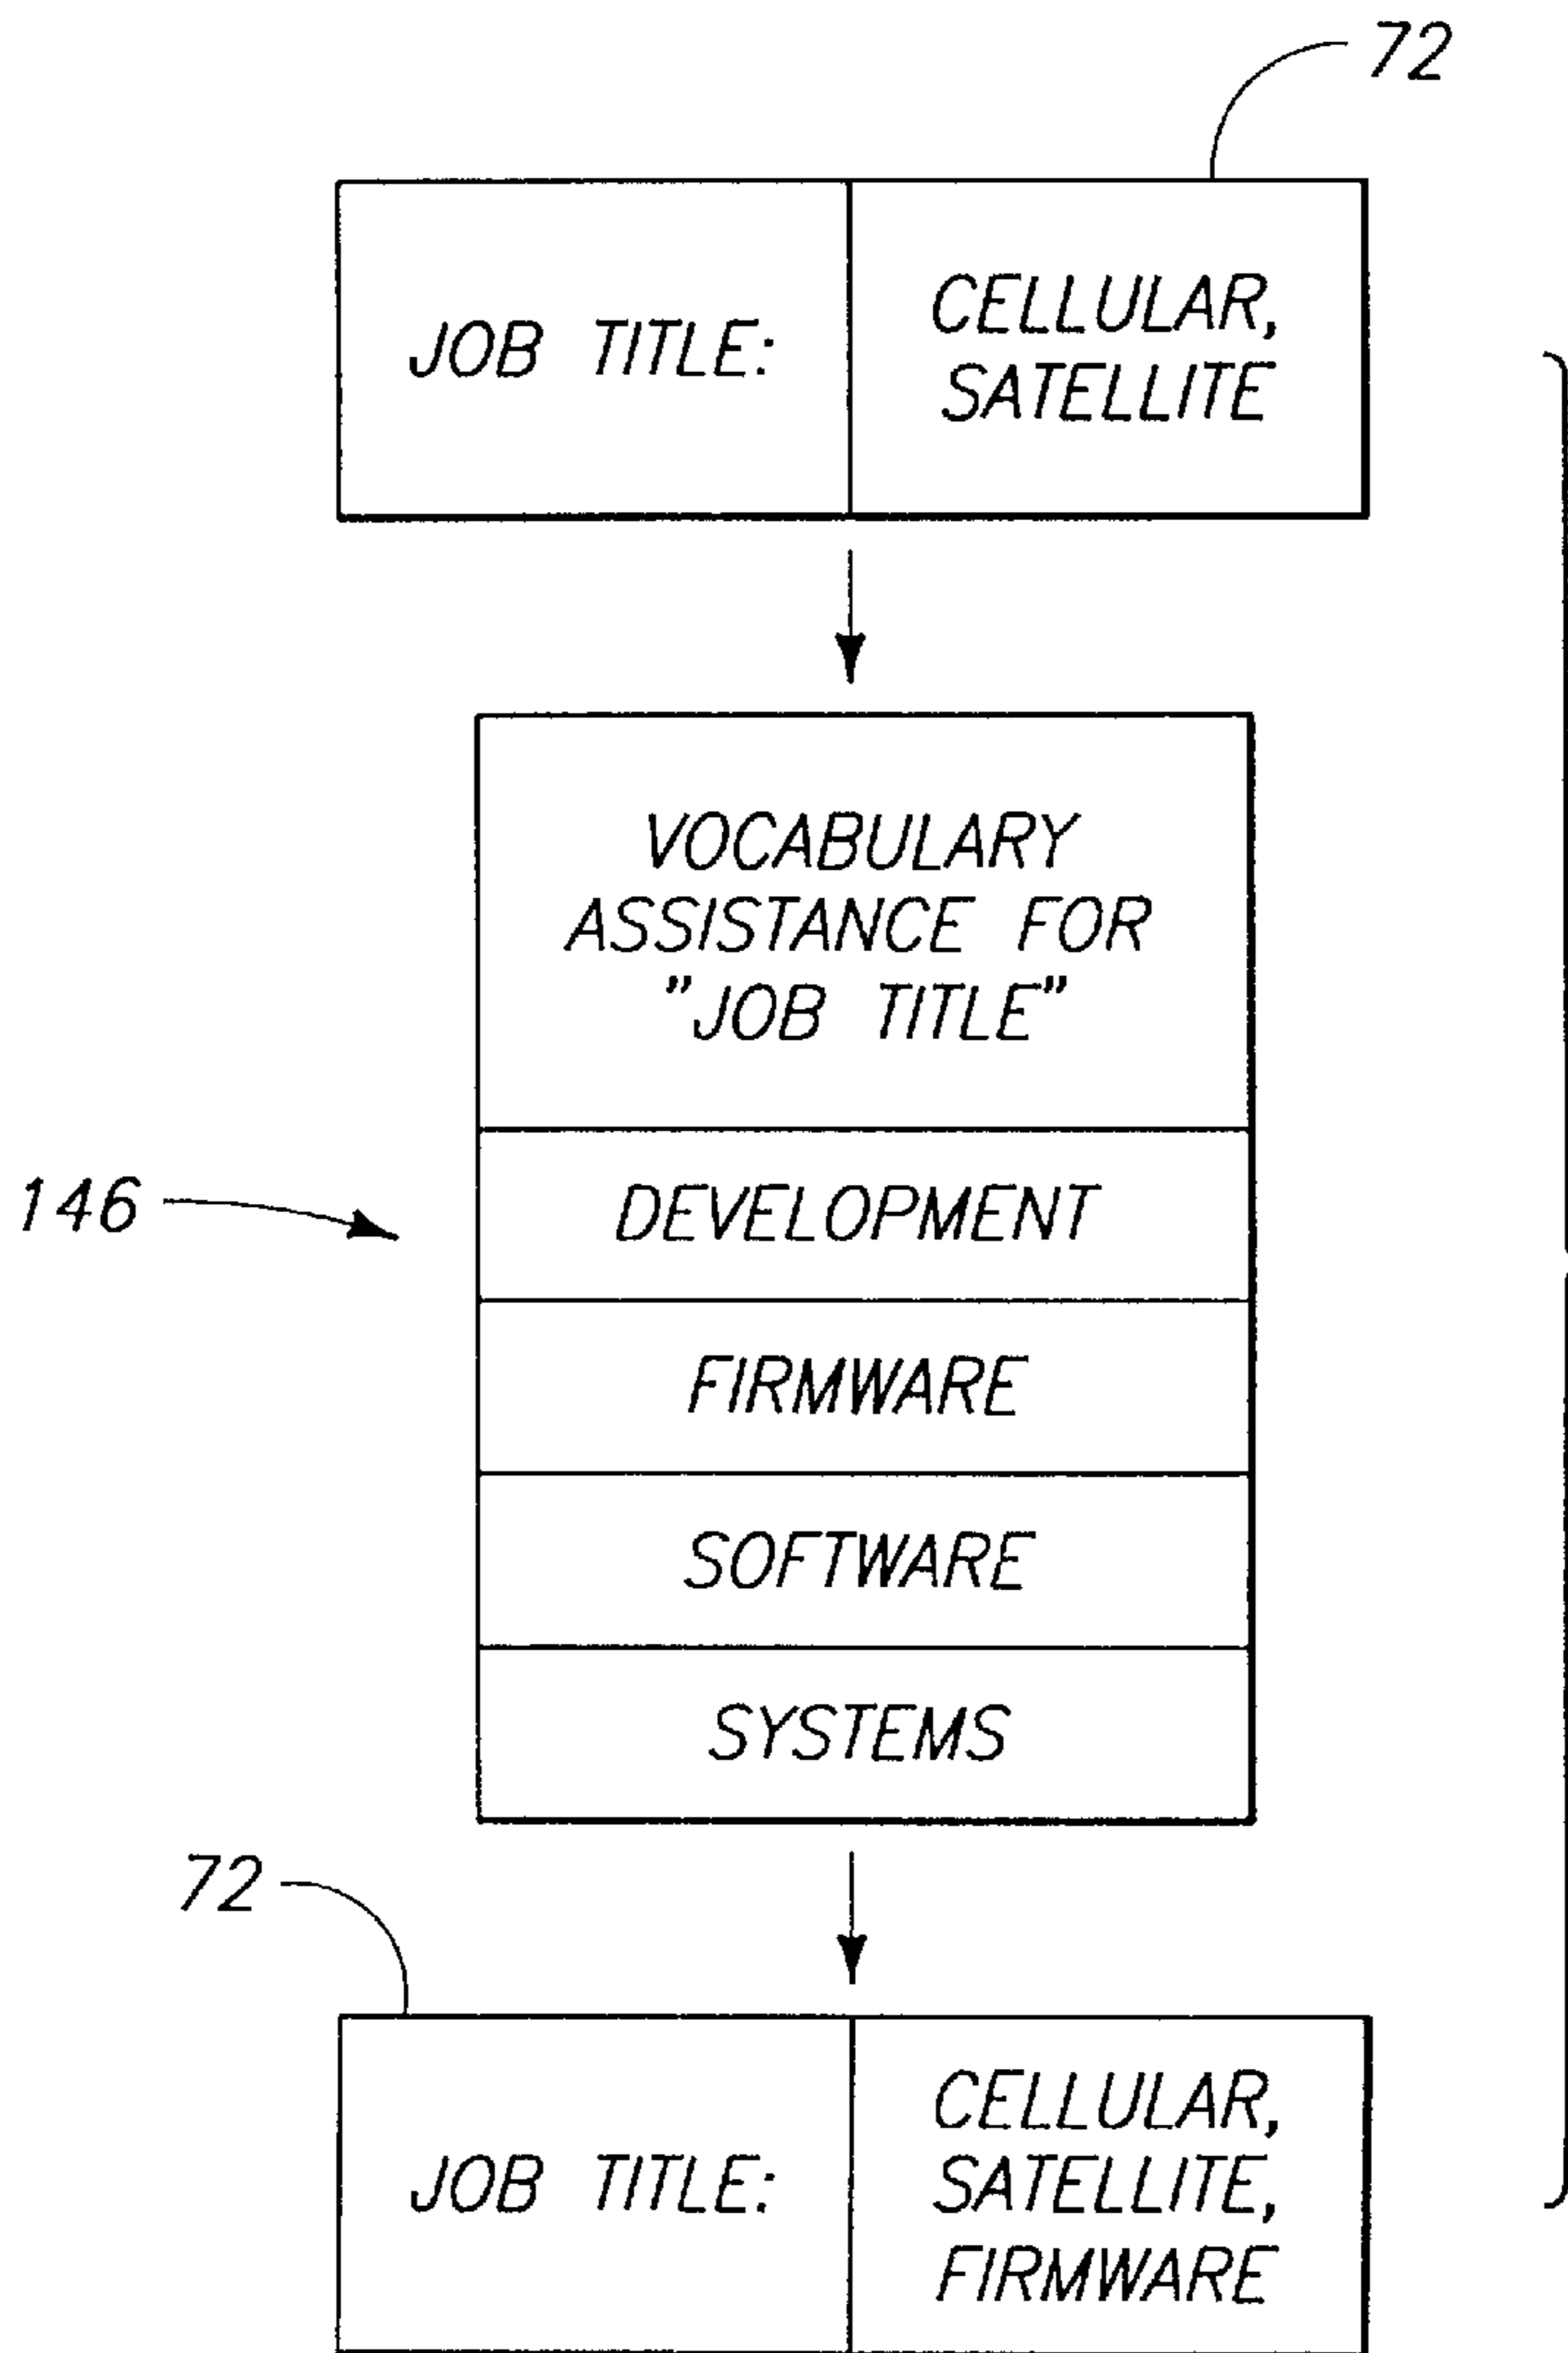 72
JOB TITLE:
CELLULAR,
SATELLITE
VOCABULARY
ASSISTANCE FOR
"JOB TITLE"
146
DEVELOPMENT
FIRMWARE
SOFTWARE
SYSTEMS
72
JOB TITLE:
CELLULAR,
SATELLITE,
FIRMWARE